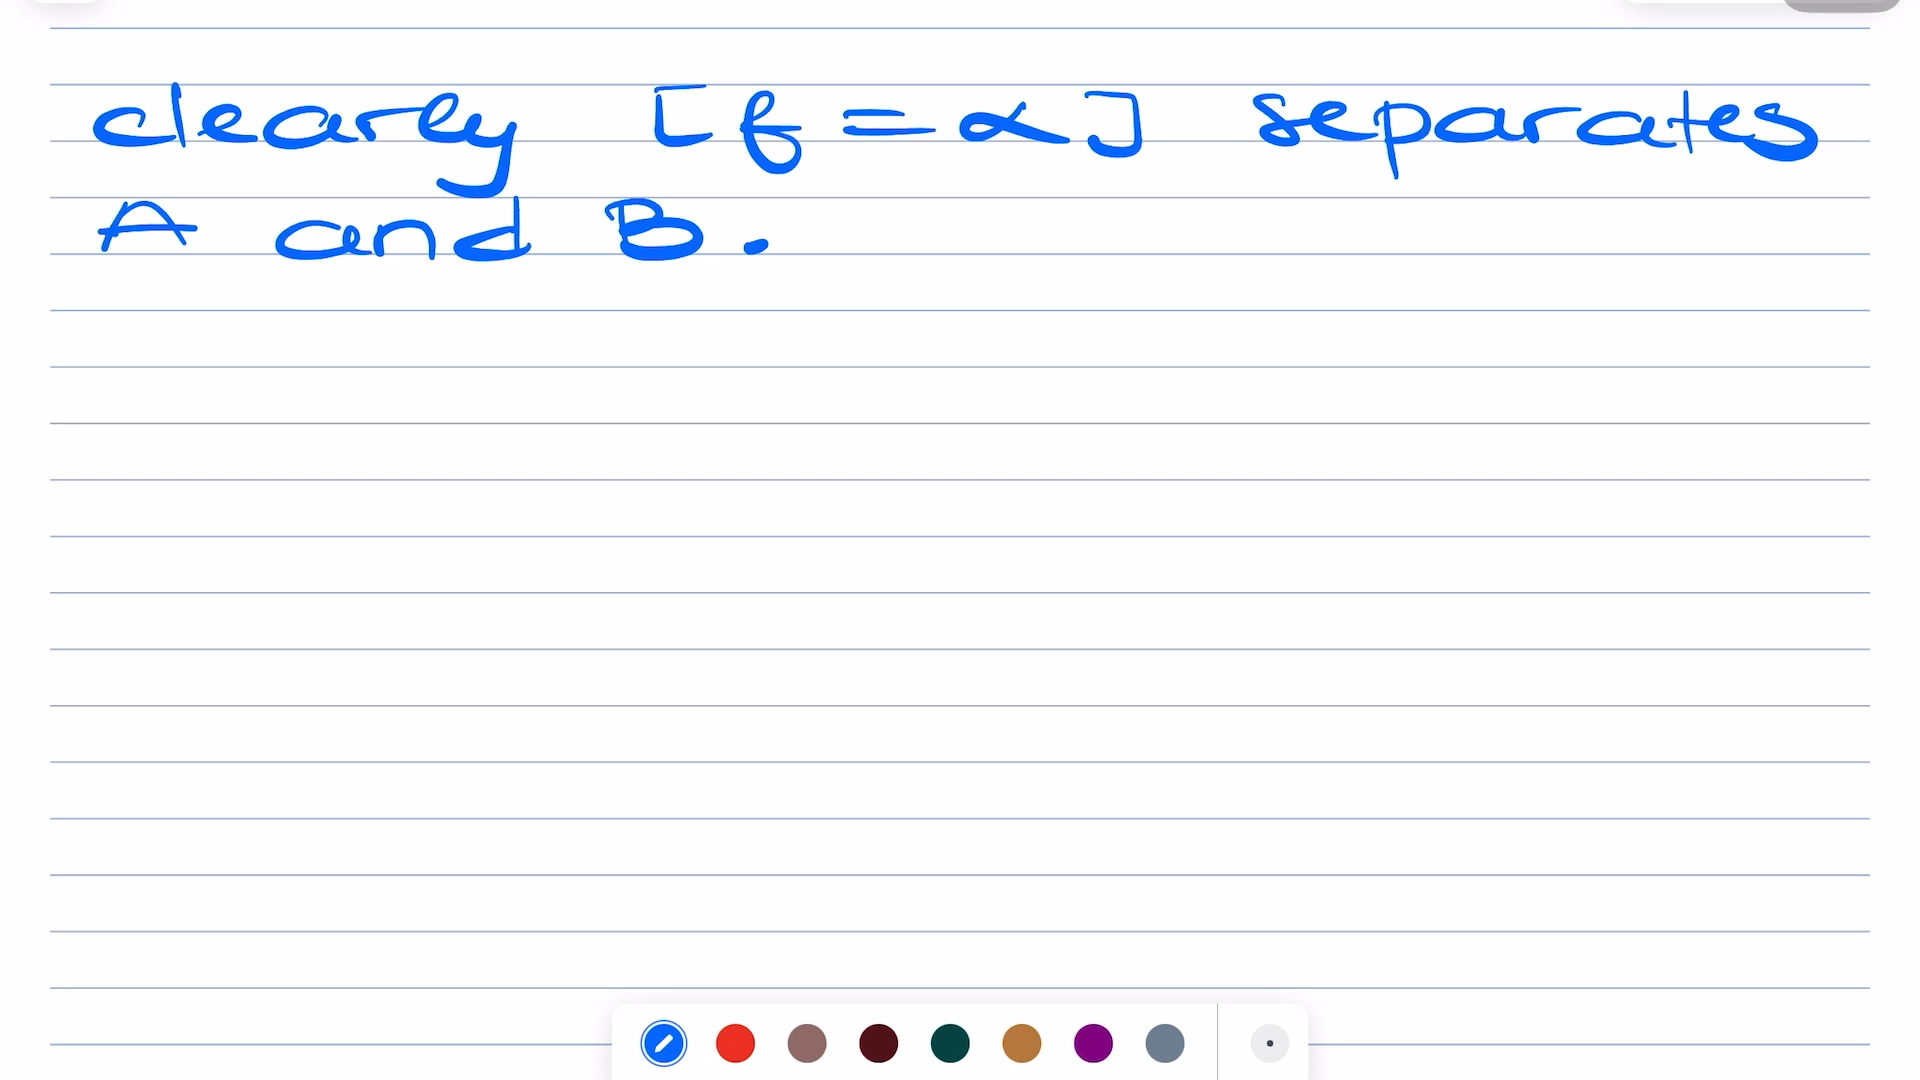 clearly [f = α] separates
A and B.